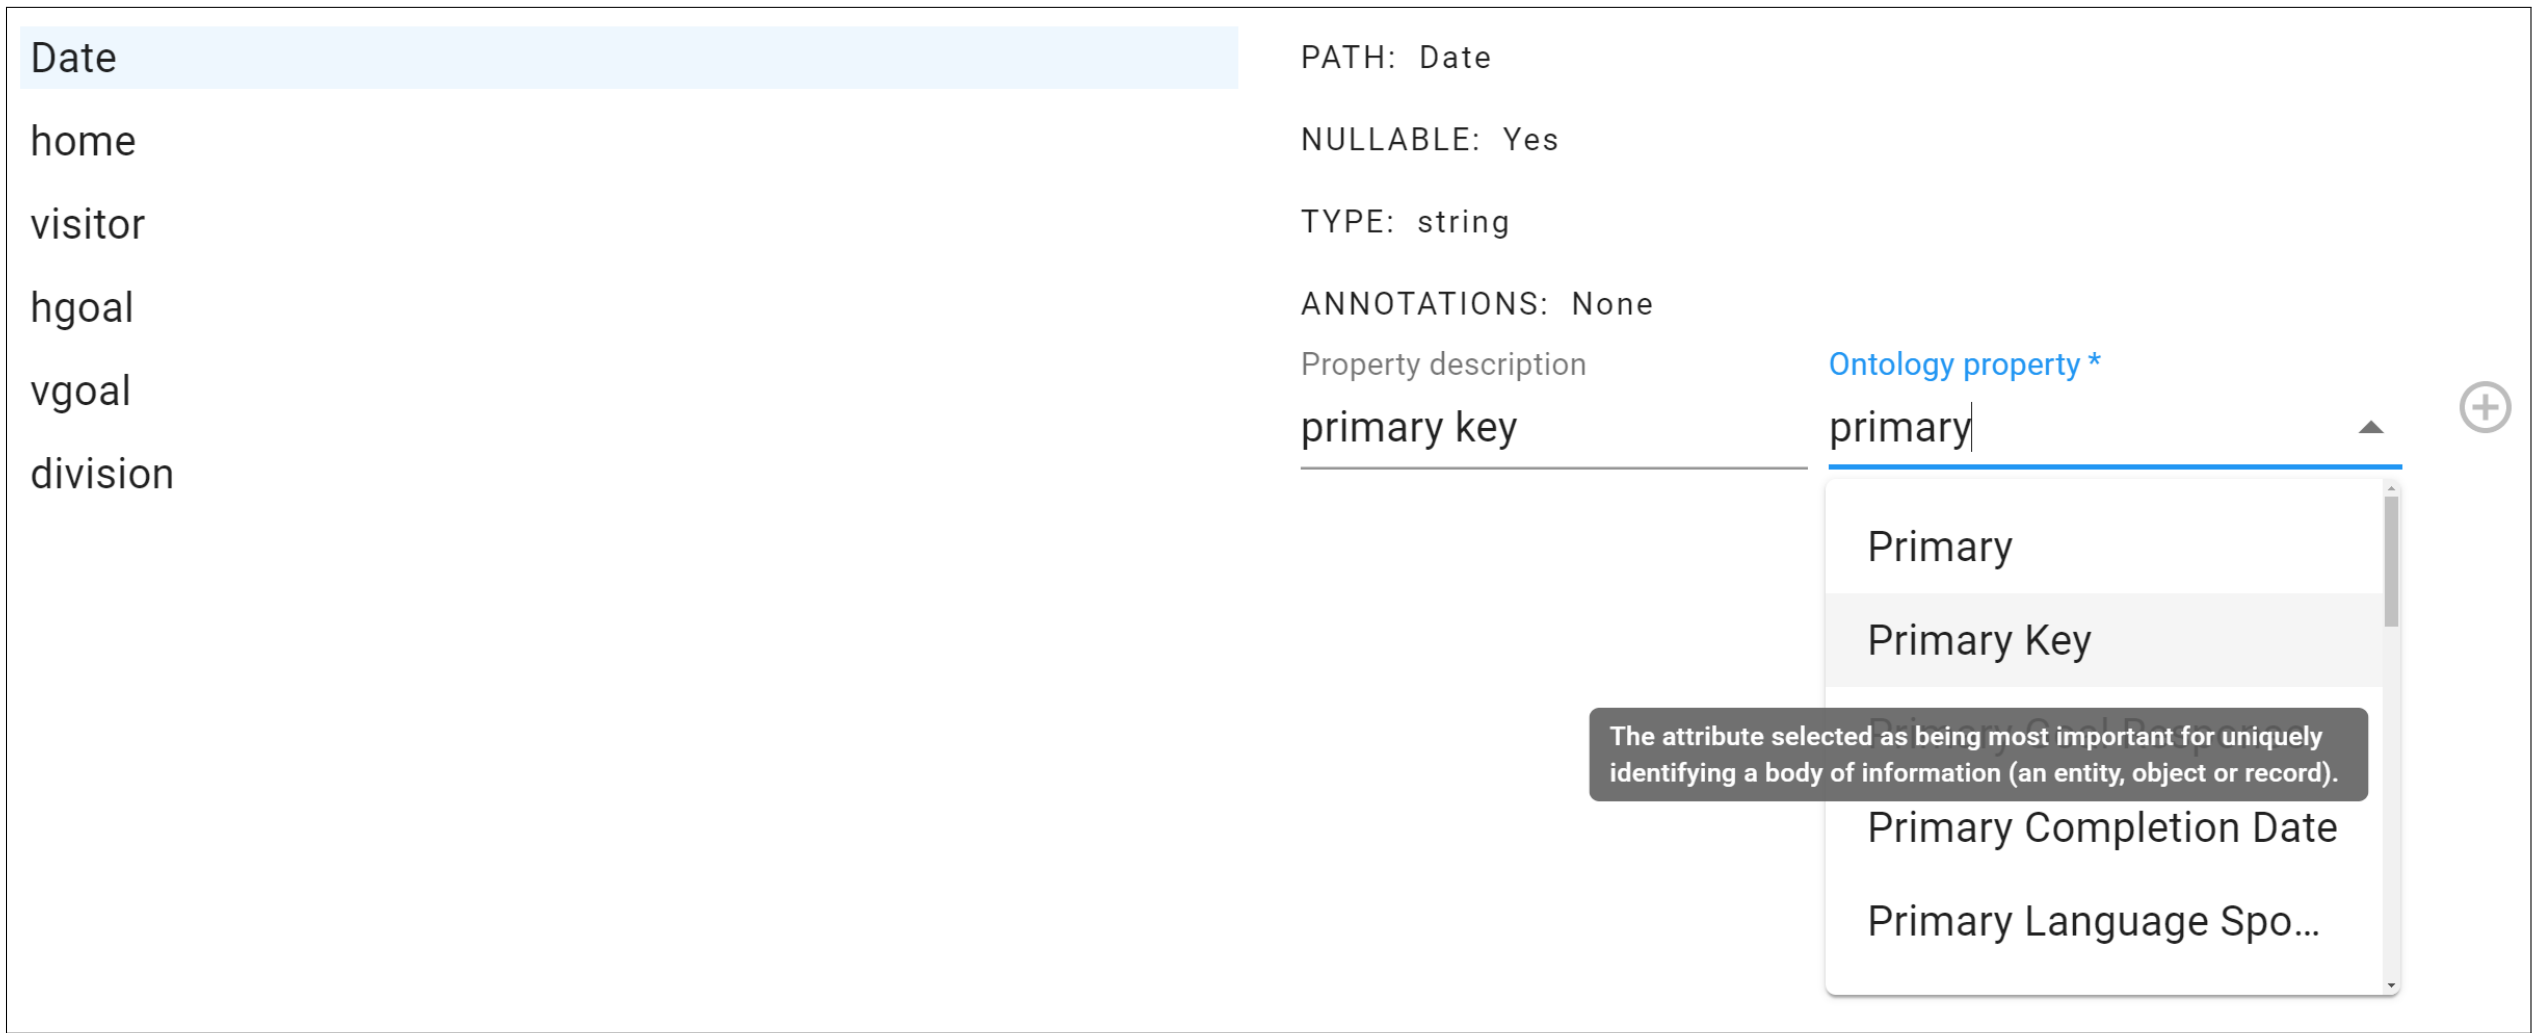 Date
home
visitor
hgoal
vgoal
division
PATH: Date
NULLABLE: Yes
TYPE: string
ANNOTATIONS: None
Property description
primary key
Ontology property *
primary
Primary
Primary Key
The attribute selected as being most important for uniquely
identifying a body of information (an entity, object or record).
Primary Completion Date
Primary Language Spo...